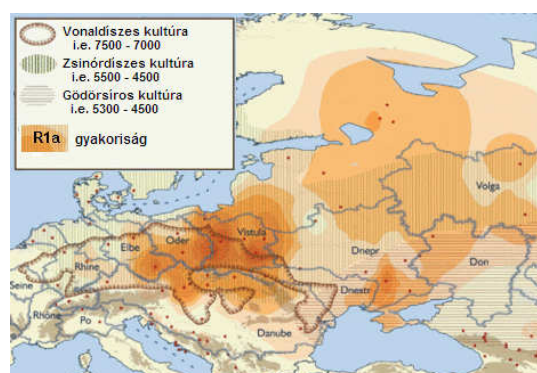 Vonaldíszes kultúra
i.e. 7500 - 7000
Zsinórdíszes kultúra
i.e. 5500 - 4500
Gödörsíros kultúra
i.e. 5300 - 4500
R1a gyakoriság
Volga
Vistula
Oder
Elbe
Dnepr
Don
Rhine
Seine
Dnestr
Rhône
Po
Danube